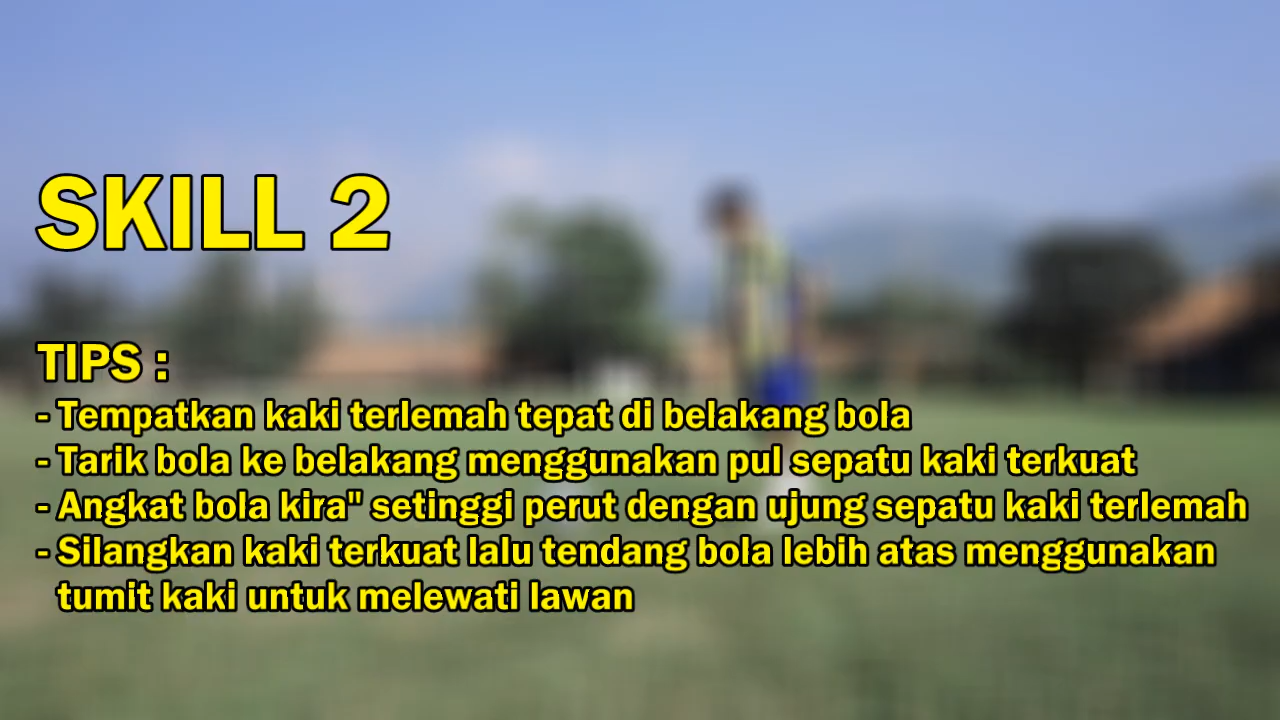 SKILL 2
TIPS :
- Tempatkan kaki terlemah tepat di belakang bola
- Tarik bola ke belakang menggunakan pul sepatu kaki terkuat
- Angkat bola kira" setinggi perut dengan ujung sepatu kaki terlemah
- Silangkan kaki terkuat lalu tendang bola lebih atas menggunakan
tumit kaki untuk melewati lawan